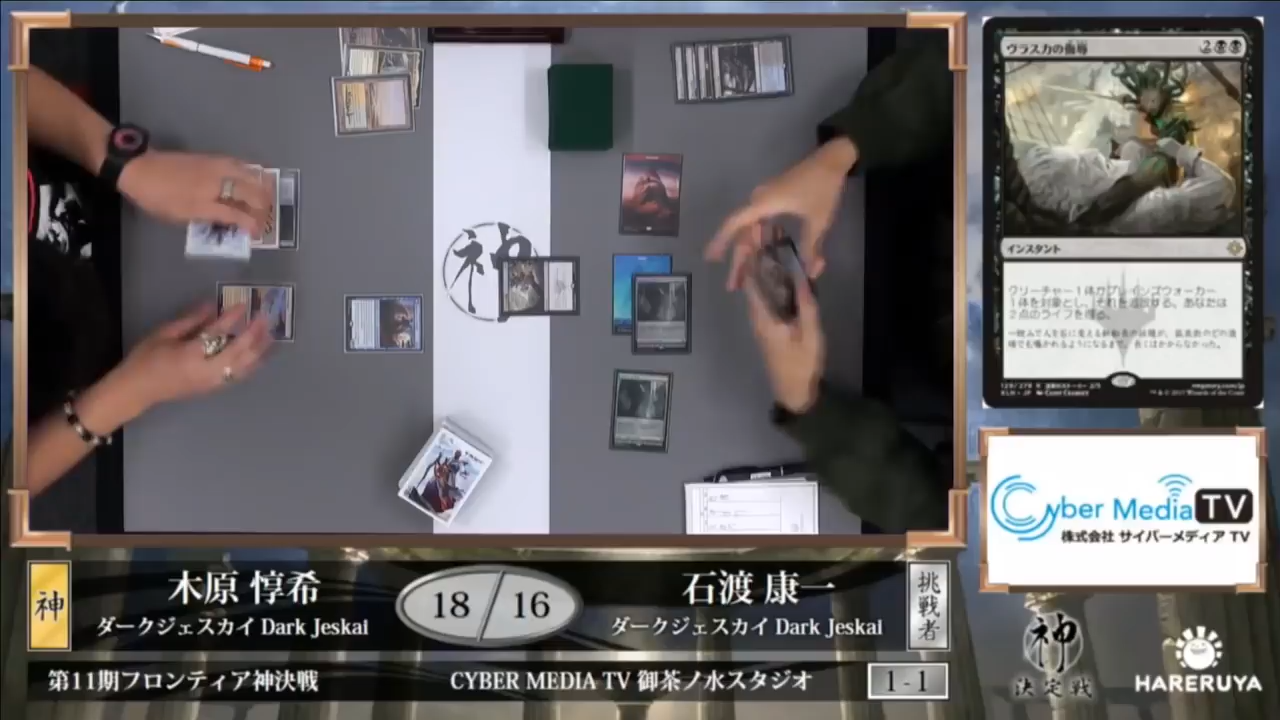 神
ヴラスカの侮辱
インスタント
クリーチャー1体かプレインズウォーカー
1体を対象とし、それを追放する。あなたは
2点のライフを得る。
Cyber Media TV
株式会社 サイバーメディア TV
神
木原 惇希
ダークジェスカイ Dark Jeskai
18 / 16
石渡 康一
ダークジェスカイ Dark Jeskai
挑戦者
第11期フロンティア神決戦
CYBER MEDIA TV 御茶ノ水スタジオ
1 - 1
神
決定戦
HARERUYA